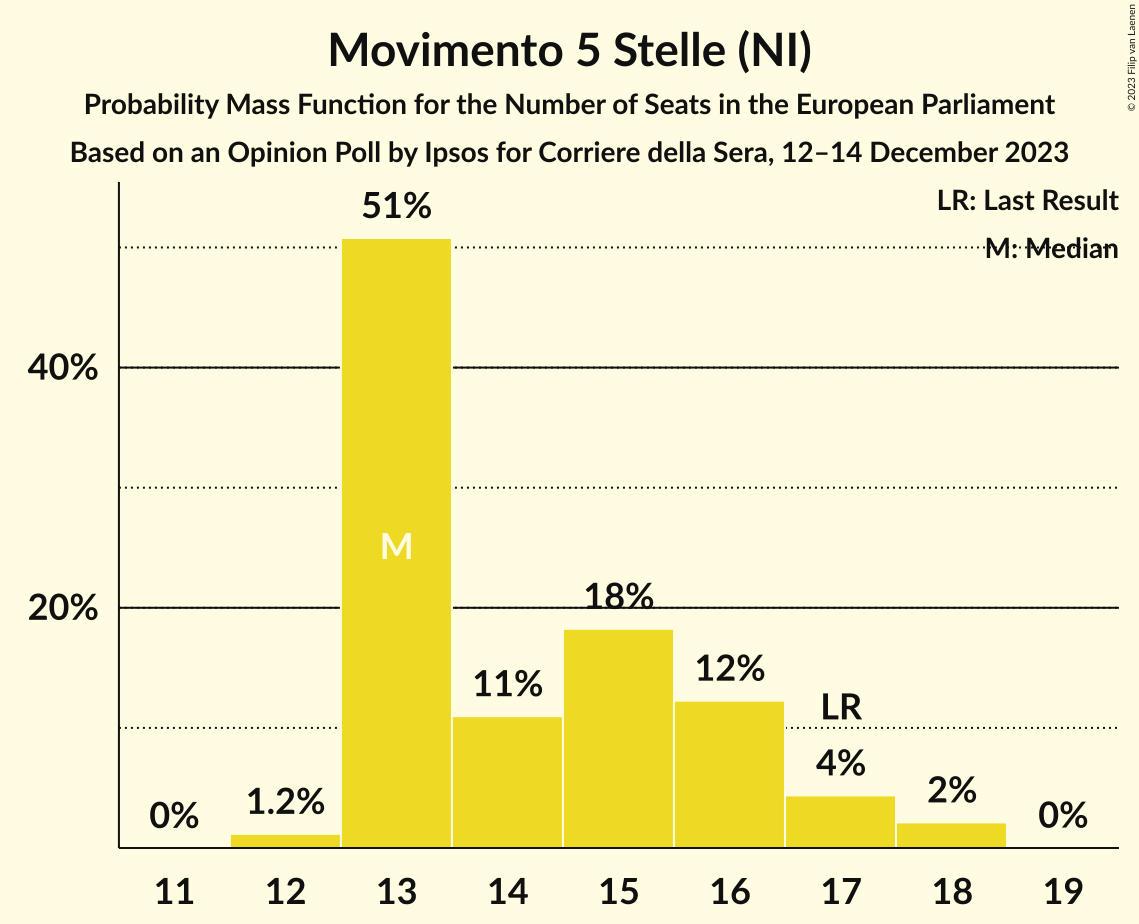 © 2023 Filip van Laenen
Movimento 5 Stelle (NI)
Probability Mass Function for the Number of Seats in the European Parliament
Based on an Opinion Poll by Ipsos for Corriere della Sera, 12–14 December 2023
LR: Last Result
M: Median
51%
40%
M
20%
18%
12%
11%
LR
4%
2%
1.2%
0%
0%
11 12 13 14 15 16 17 18 19